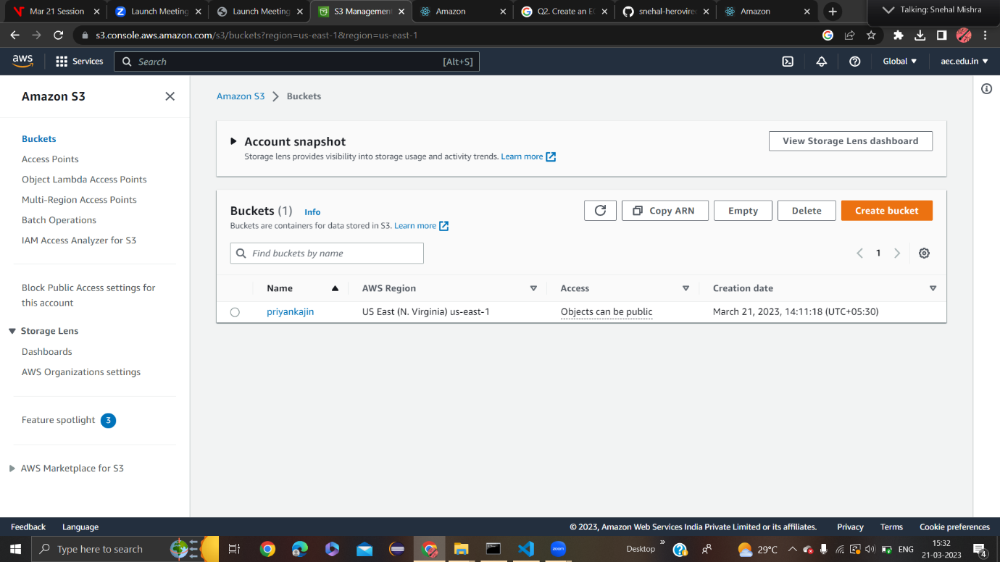 Mar 21 Session
Launch Meeting
Launch Meeting
S3 Management
Amazon
Q2. Create an EC
snehal-herovired
Amazon
Talking: Snehal Mishra
s3.console.aws.amazon.com/s3/buckets?region=us-east-1&region=us-east-1
aws
Services
Search
[Alt+S]
Global
aec.edu.in
Amazon S3
Buckets
Access Points
Object Lambda Access Points
Multi-Region Access Points
Batch Operations
IAM Access Analyzer for S3
Block Public Access settings for
this account
Storage Lens
Dashboards
AWS Organizations settings
Feature spotlight 3
AWS Marketplace for S3
Amazon S3 Buckets
Account snapshot
Storage lens provides visibility into storage usage and activity trends. Learn more
View Storage Lens dashboard
Buckets (1) Info
Buckets are containers for data stored in S3. Learn more
Copy ARN
Empty
Delete
Create bucket
Find buckets by name
1
Name AWS Region Access Creation date
priyankajin US East (N. Virginia) us-east-1 Objects can be public March 21, 2023, 14:11:18 (UTC+05:30)
Feedback Language © 2023, Amazon Web Services India Private Limited or its affiliates. Privacy Terms Cookie preferences
Type here to search
zoom
Desktop
29°C
ENG
15:32
21-03-2023
4